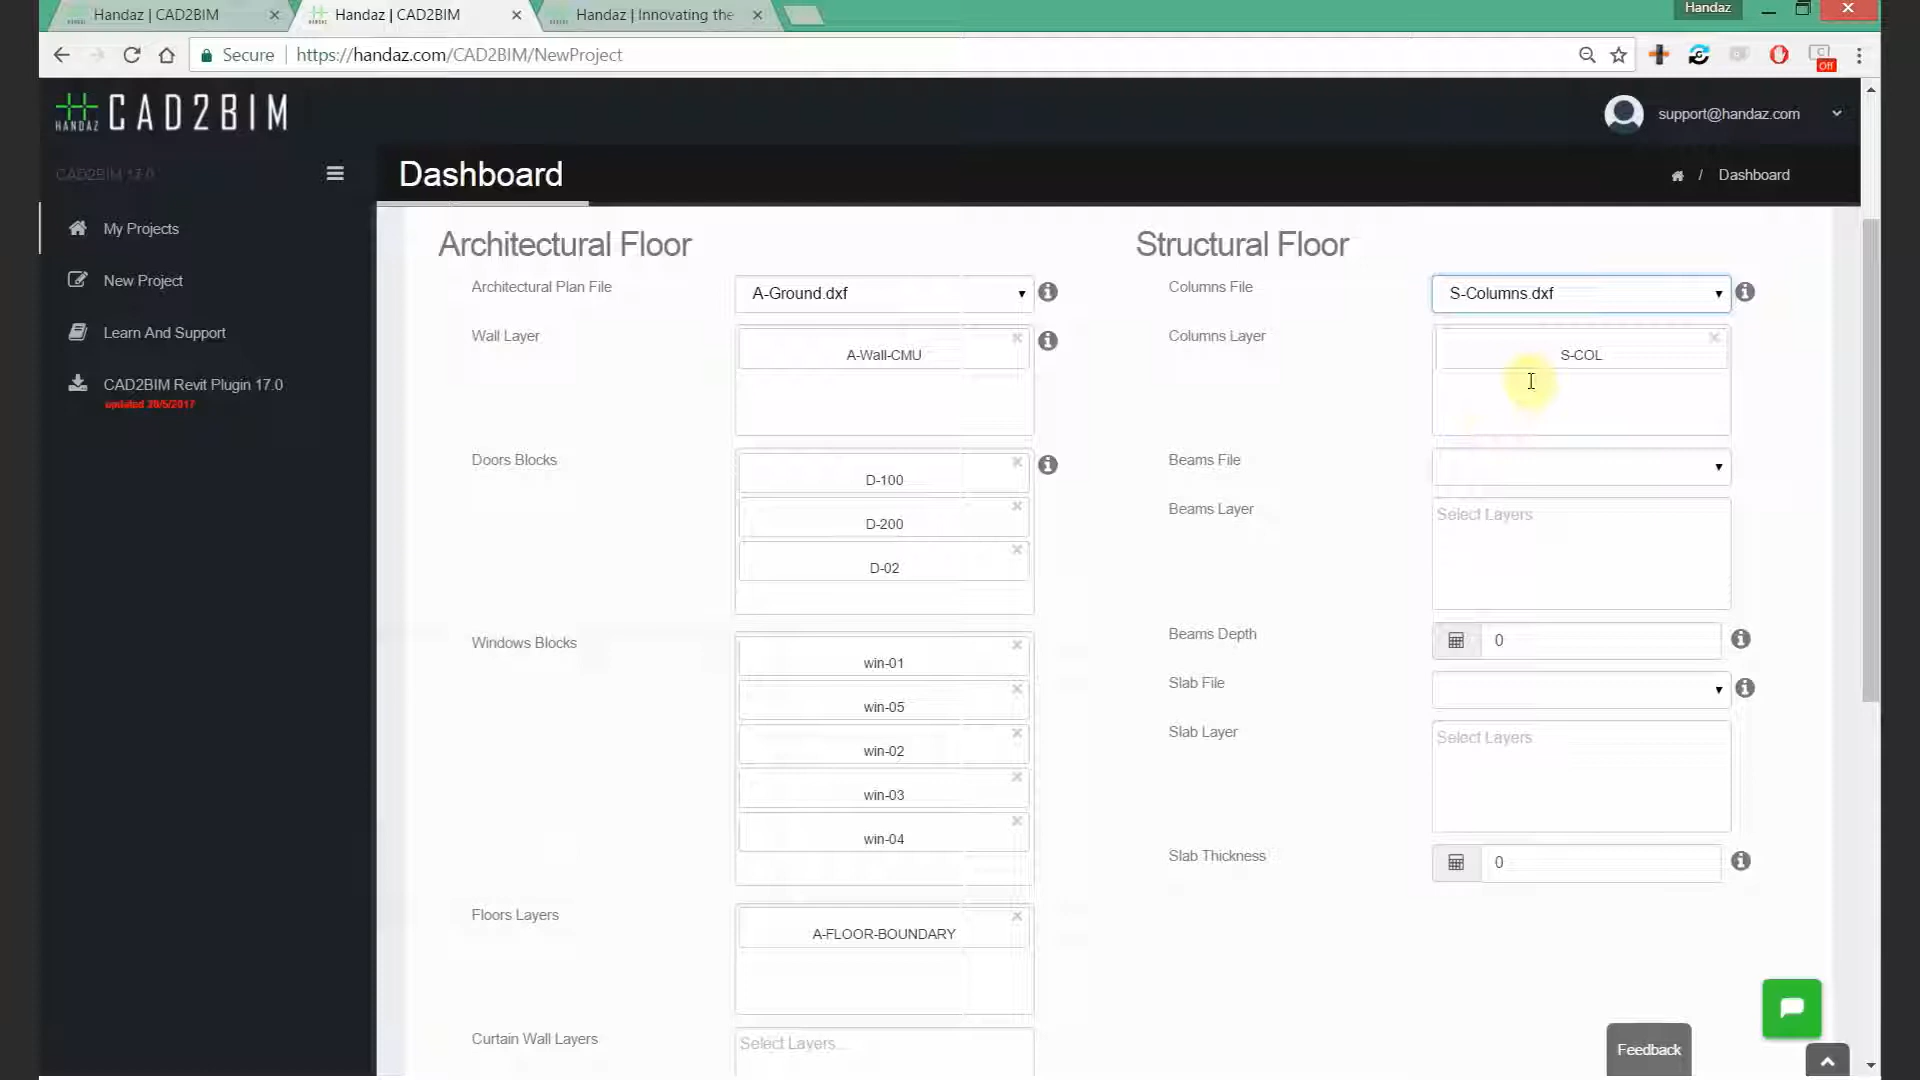 Handaz | CAD2BIM
Handaz | CAD2BIM
Handaz | Innovating the
Handaz
Secure
https://handaz.com/CAD2BIM/NewProject
Off
HANDAZ CAD2BIM
support@handaz.com
CAD2BIM 17.0
Dashboard
/ Dashboard
My Projects
New Project
Learn And Support
CAD2BIM Revit Plugin 17.0
updated 20/5/2017
Architectural Floor
Architectural Plan File
A-Ground.dxf
Wall Layer
A-Wall-CMU
Doors Blocks
D-100
D-200
D-02
Windows Blocks
win-01
win-05
win-02
win-03
win-04
Floors Layers
A-FLOOR-BOUNDARY
Curtain Wall Layers
Select Layers...
Structural Floor
Columns File
S-Columns.dxf
Columns Layer
S-COL
Beams File
Beams Layer
Select Layers
Beams Depth
0
Slab File
Slab Layer
Select Layers
Slab Thickness
0
Feedback